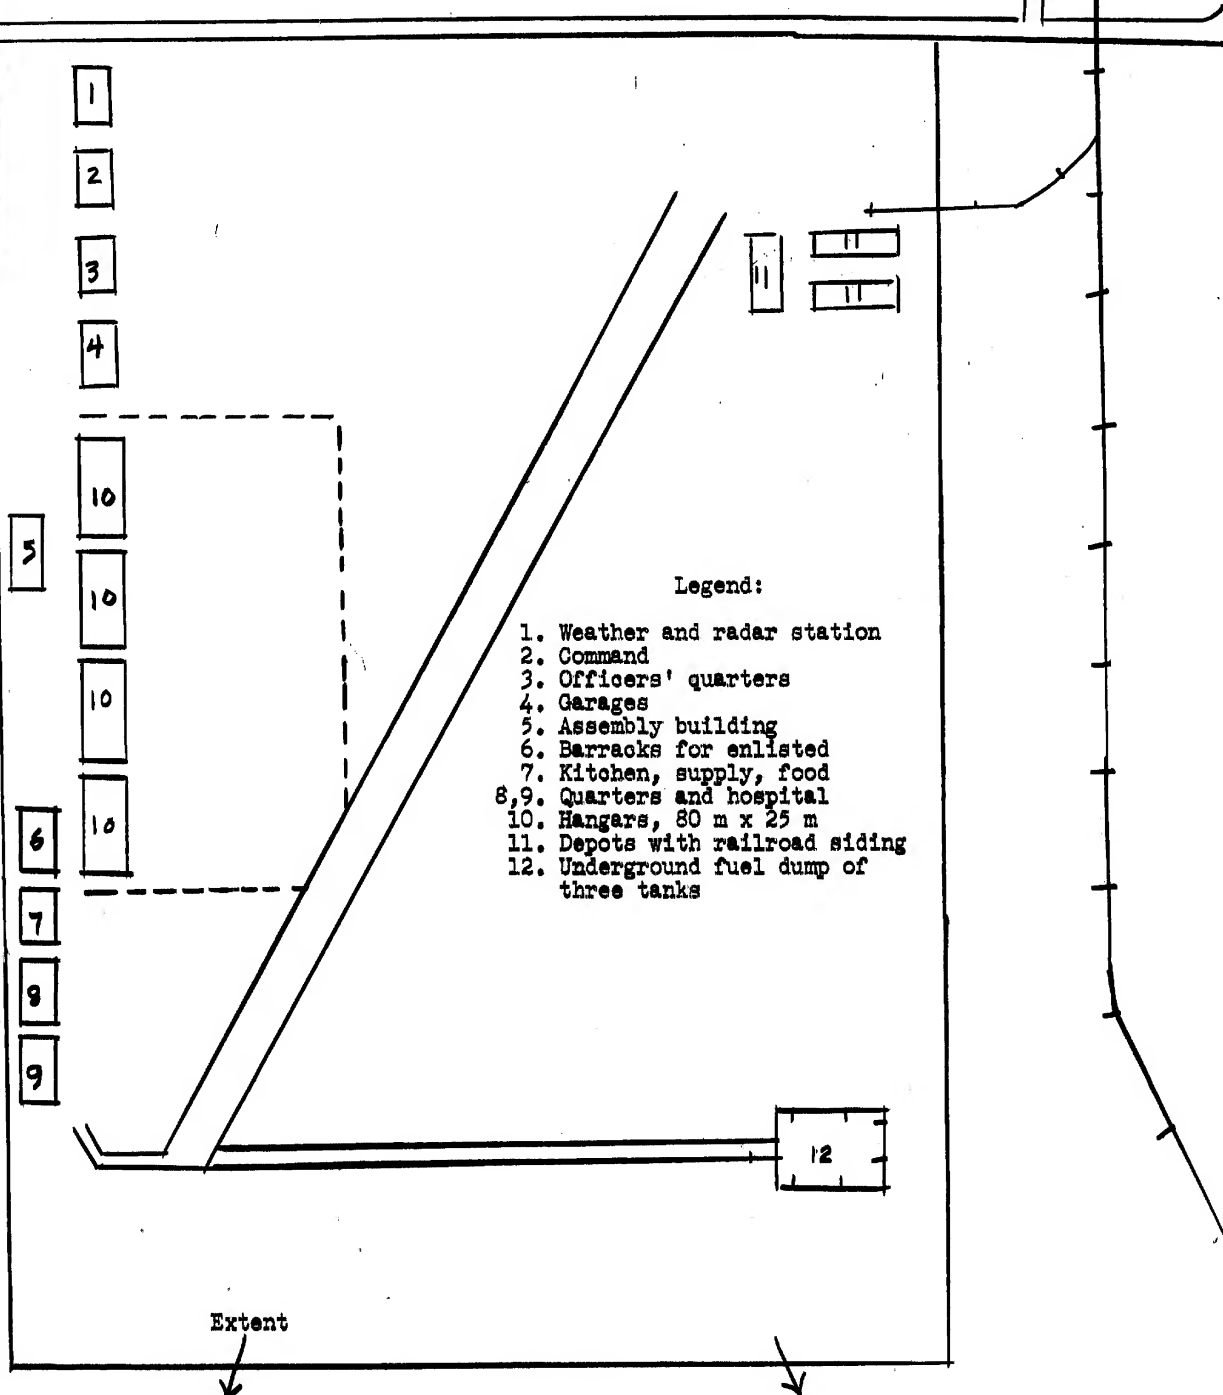 1
2
3
4
11
11
11
10
5
10
10
10
6
7
8
9
12
Legend:
1. Weather and radar station
2. Command
3. Officers' quarters
4. Garages
5. Assembly building
6. Barracks for enlisted
7. Kitchen, supply, food
8,9. Quarters and hospital
10. Hangars, 80 m x 25 m
11. Depots with railroad siding
12. Underground fuel dump of
three tanks
Extent